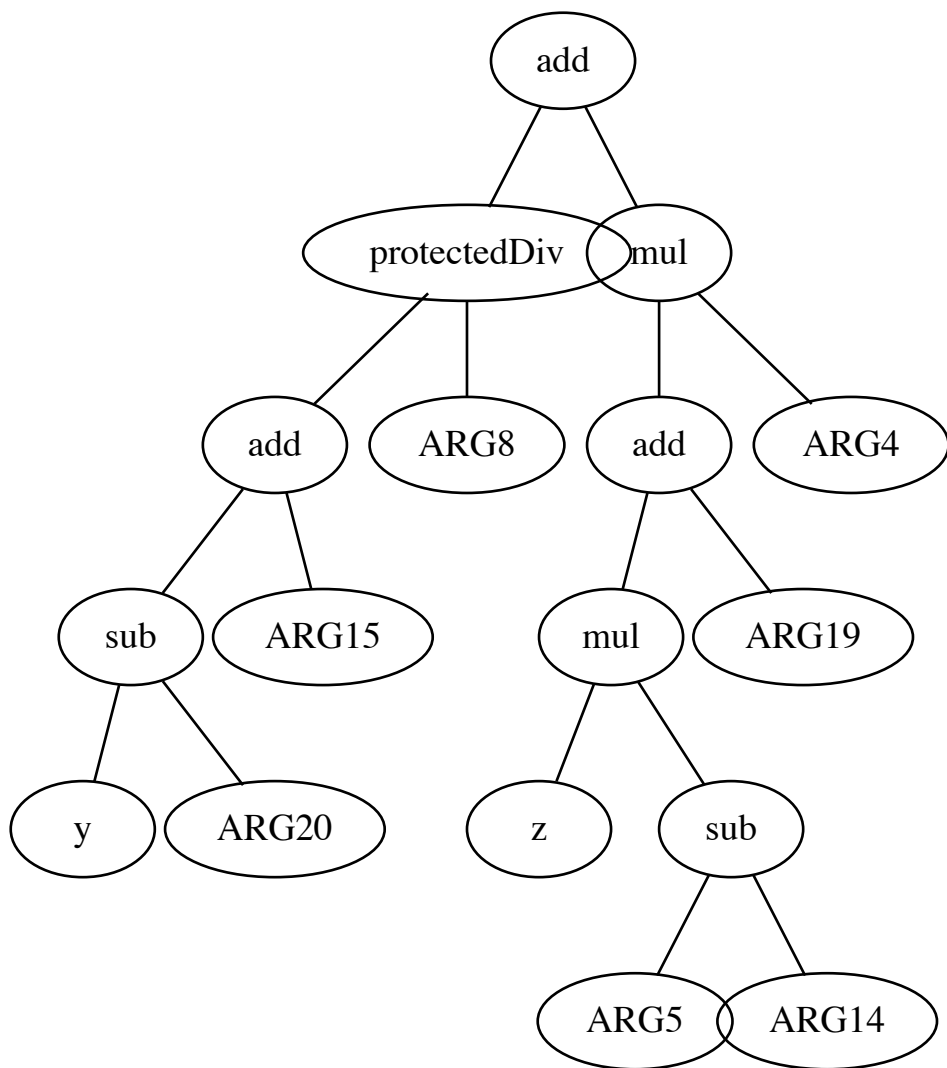 add
protectedDiv mul
add ARG8 add ARG4
sub ARG15 mul ARG19
y ARG20 z sub
ARG5 ARG14